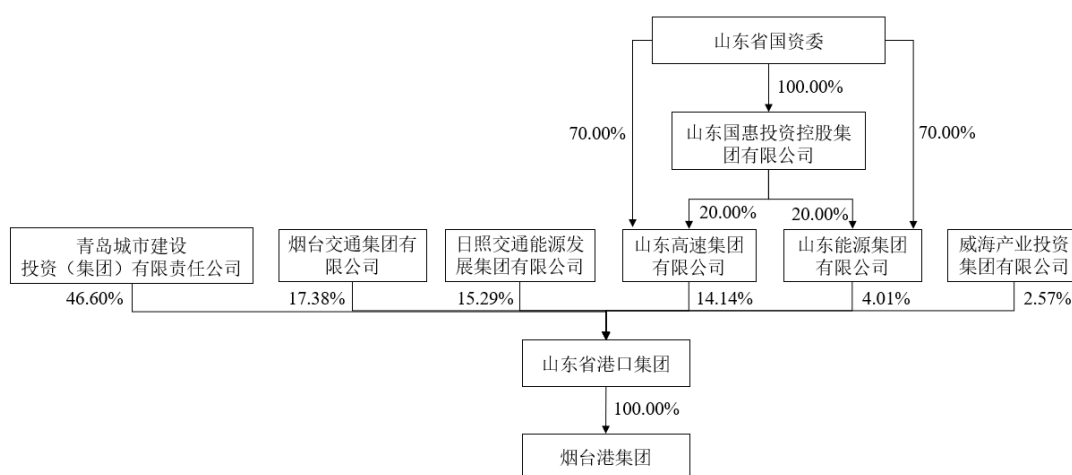 山东省国资委
100.00%
70.00%
山东国惠投资控股集
团有限公司
70.00%
20.00%
20.00%
青岛城市建设
投资（集团）有限责任公司
烟台交通集团有
限公司
日照交通能源发
展集团有限公司
山东高速集团
有限公司
山东能源集团
有限公司
威海产业投资
集团有限公司
46.60%
17.38%
15.29%
14.14%
4.01%
2.57%
山东省港口集团
100.00%
烟台港集团